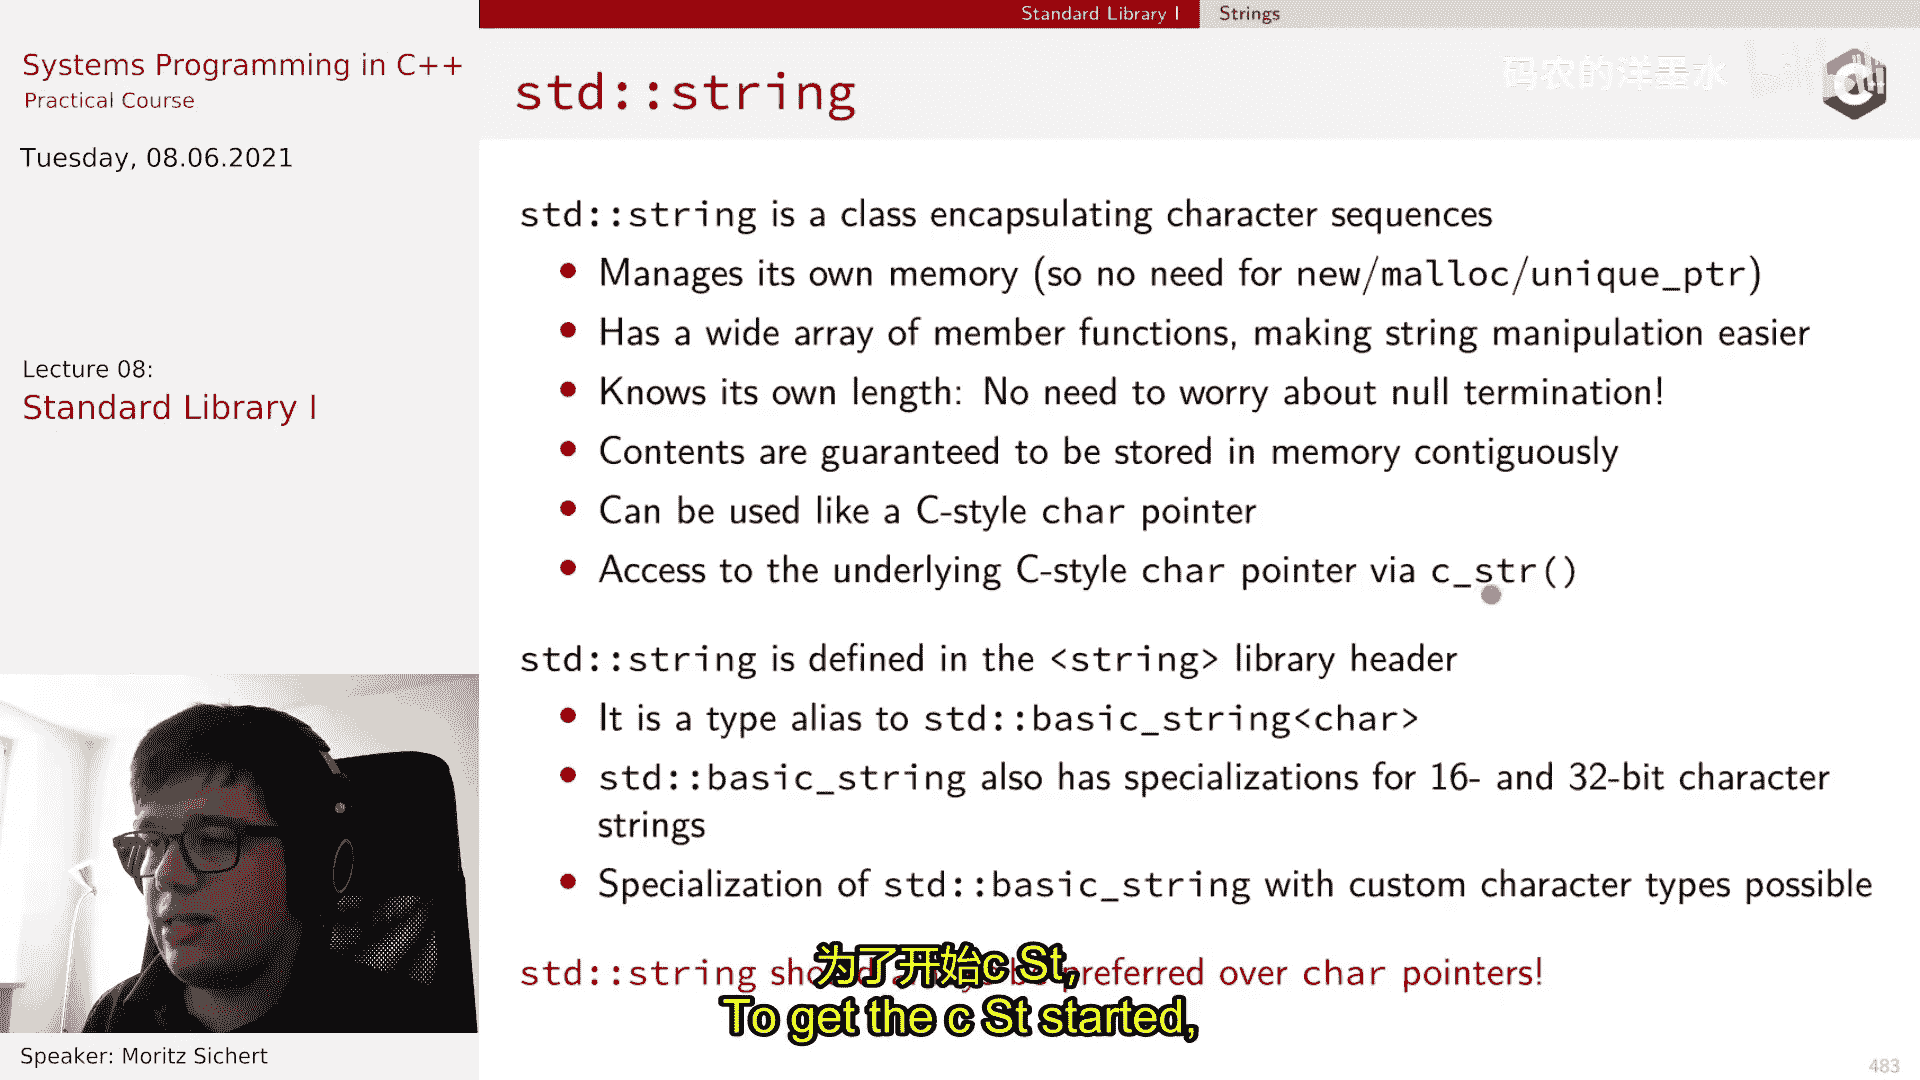 Standard Library I
Strings
Systems Programming in C++
Practical Course
Tuesday, 08.06.2021
Lecture 08:
Standard Library I
Speaker: Moritz Sichert
码农的洋墨水
std::string
std::string is a class encapsulating character sequences
Manages its own memory (so no need for new/malloc/unique_ptr)
Has a wide array of member functions, making string manipulation easier
Knows its own length: No need to worry about null termination!
Contents are guaranteed to be stored in memory contiguously
Can be used like a C-style char pointer
Access to the underlying C-style char pointer via c_str()
std::string is defined in the <string> library header
It is a type alias to std::basic_string<char>
std::basic_string also has specializations for 16- and 32-bit character
strings
Specialization of std::basic_string with custom character types possible
std::string preferred over char pointers!
为了开始c St,
To get the c St started,
483